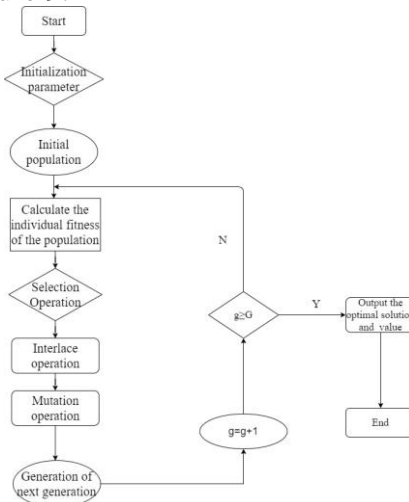 Start
Initialization
parameter
Initial
population
Calculate the
individual fitness
of the population
Selection
Operation
Interlace
operation
Mutation
operation
Generation of
next generation
g=g+1
g≥G
N
Y
Output the
optimal solution
and value
End